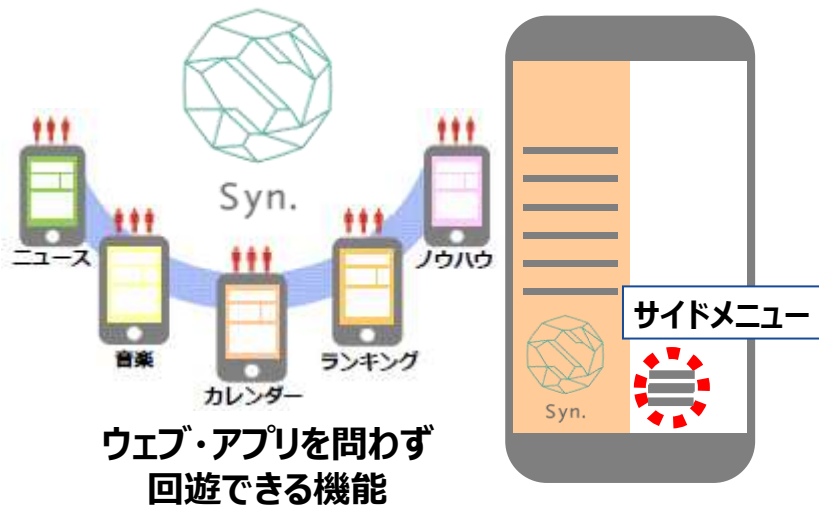 Syn.
ニュース
ノウハウ
音楽
ランキング
カレンダー
ウェブ・アプリを問わず
回遊できる機能
サイドメニュー
Syn.